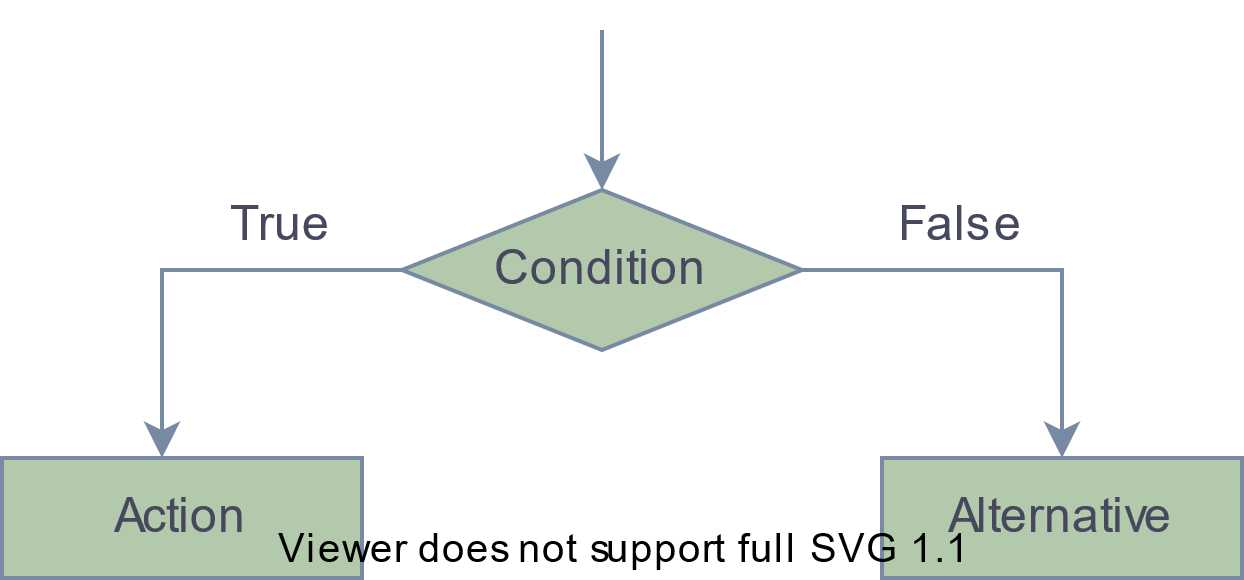 True
False
Condition
Action
Alternative
Viewer does not support full SVG 1.1